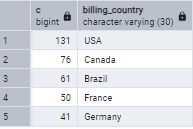 c bigint billing_country character varying (30)
1 131 USA
2 76 Canada
3 61 Brazil
4 50 France
5 41 Germany